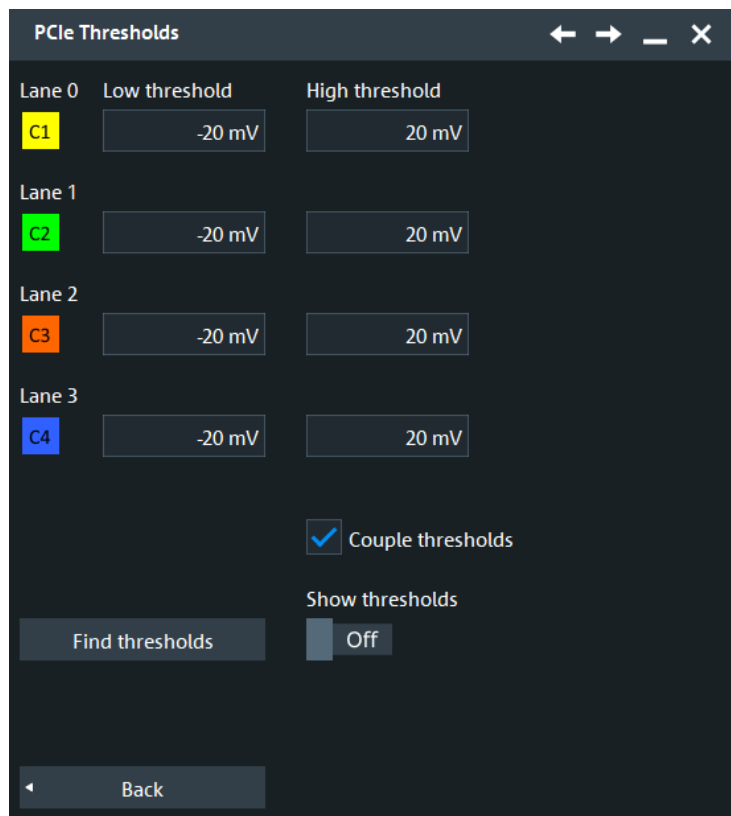 PCIe Thresholds
Lane 0 Low threshold High threshold
C1 -20 mV 20 mV
Lane 1
C2 -20 mV 20 mV
Lane 2
C3 -20 mV 20 mV
Lane 3
C4 -20 mV 20 mV
Couple thresholds
Show thresholds
Find thresholds Off
Back